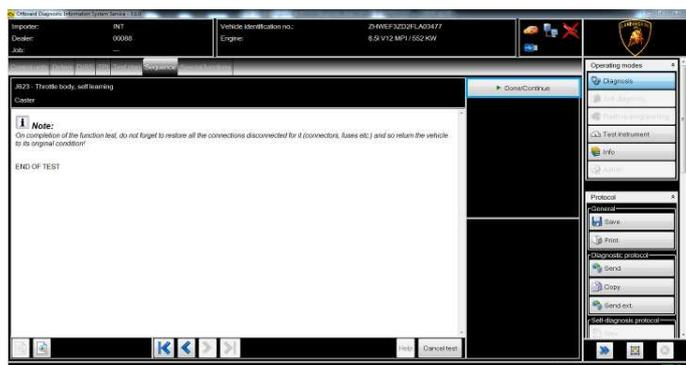 Offboard Diagnostic Information System Service - 1.3.0
Importer: INT
Dealer: 00088
Job: ---
Vehicle identification no.:
Engine: 6.5l V12 MPI / 552 KW
Sequence
J623 - Throttle body, self learning
Caster
Note:
On completion of the function test, do not forget to restore all the connections disconnected for it (connectors, fuses etc.) and so return the vehicle
to its original condition!
END OF TEST
Done/Continue
Help
Cancel test
Operating modes
Diagnosis
Test instrument
Info
Admin
Protocol
General
Save
Print
Diagnostic protocol
Send
Copy
Send ext.
Self-diagnosis protocol